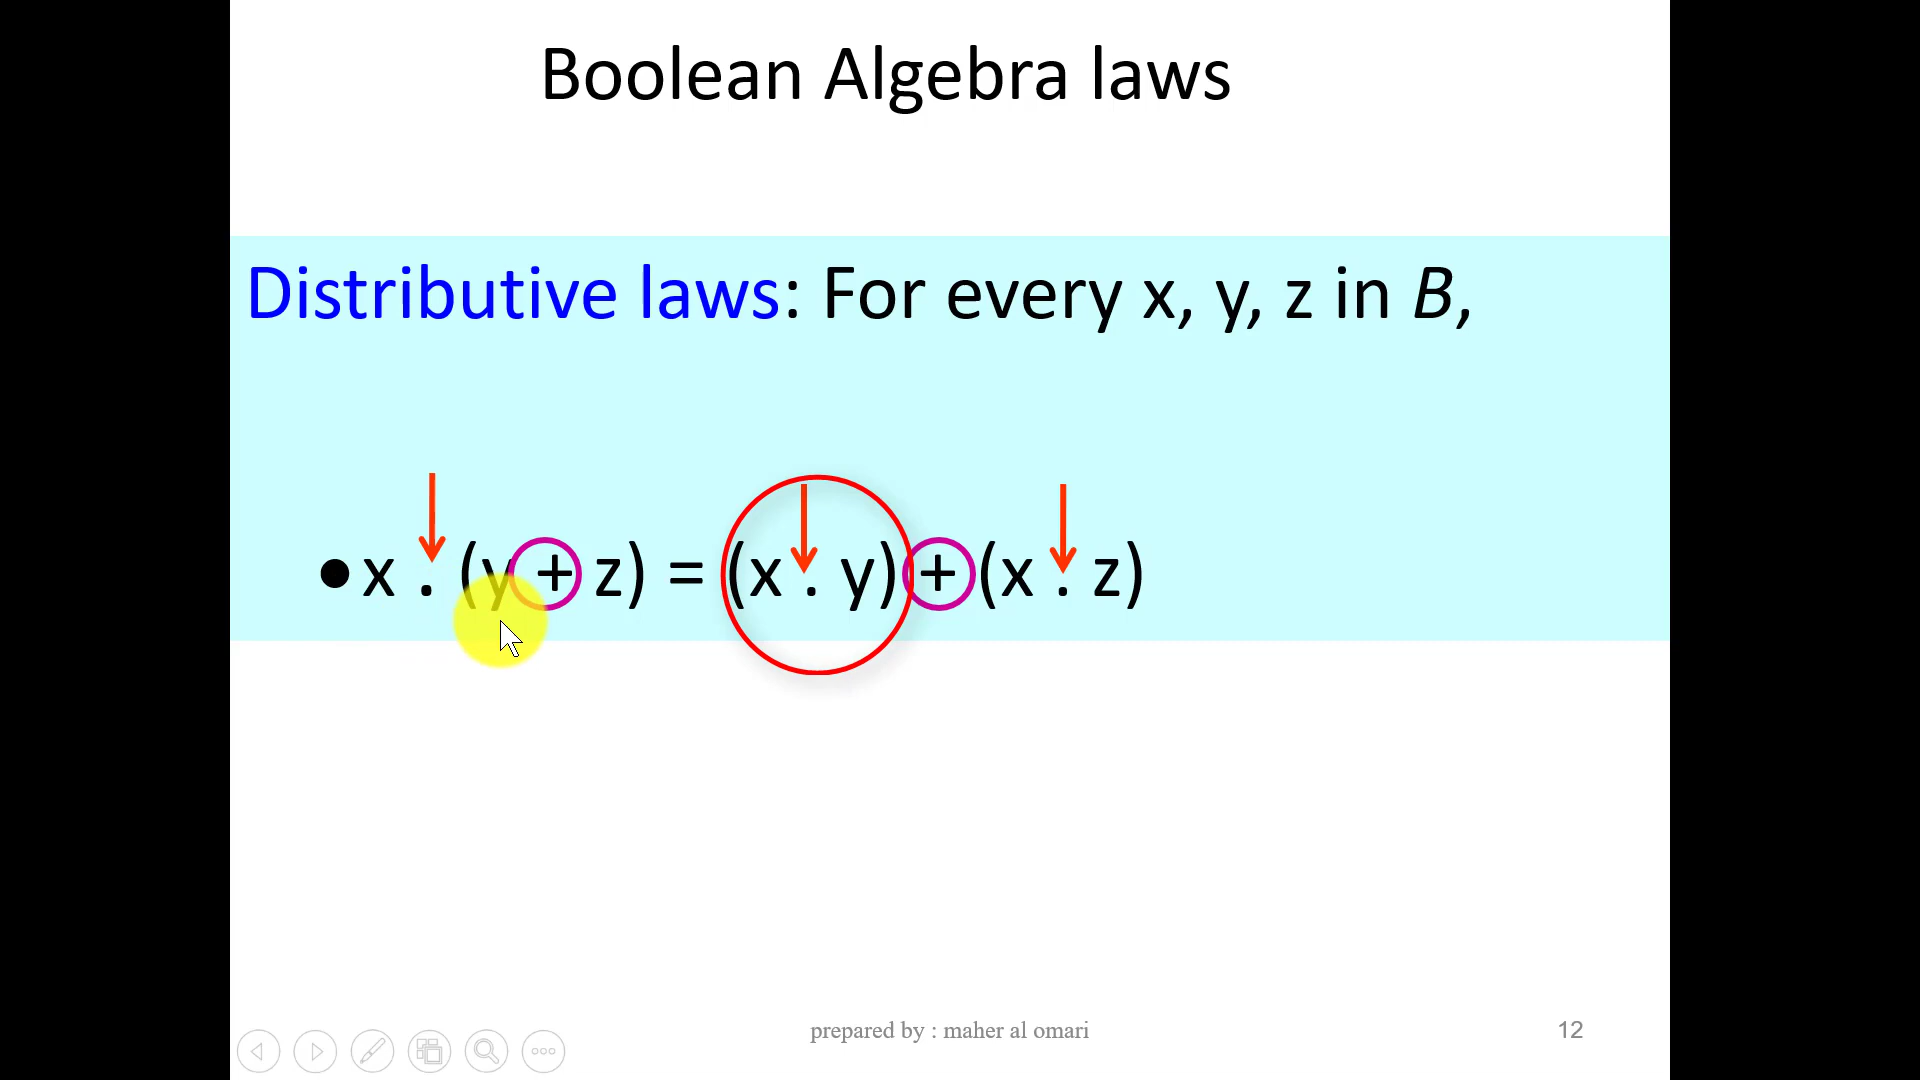 Boolean Algebra laws
Distributive laws: For every x, y, z in B,
•x . (y + z) = (x . y) + (x . z)
prepared by : maher al omari
12